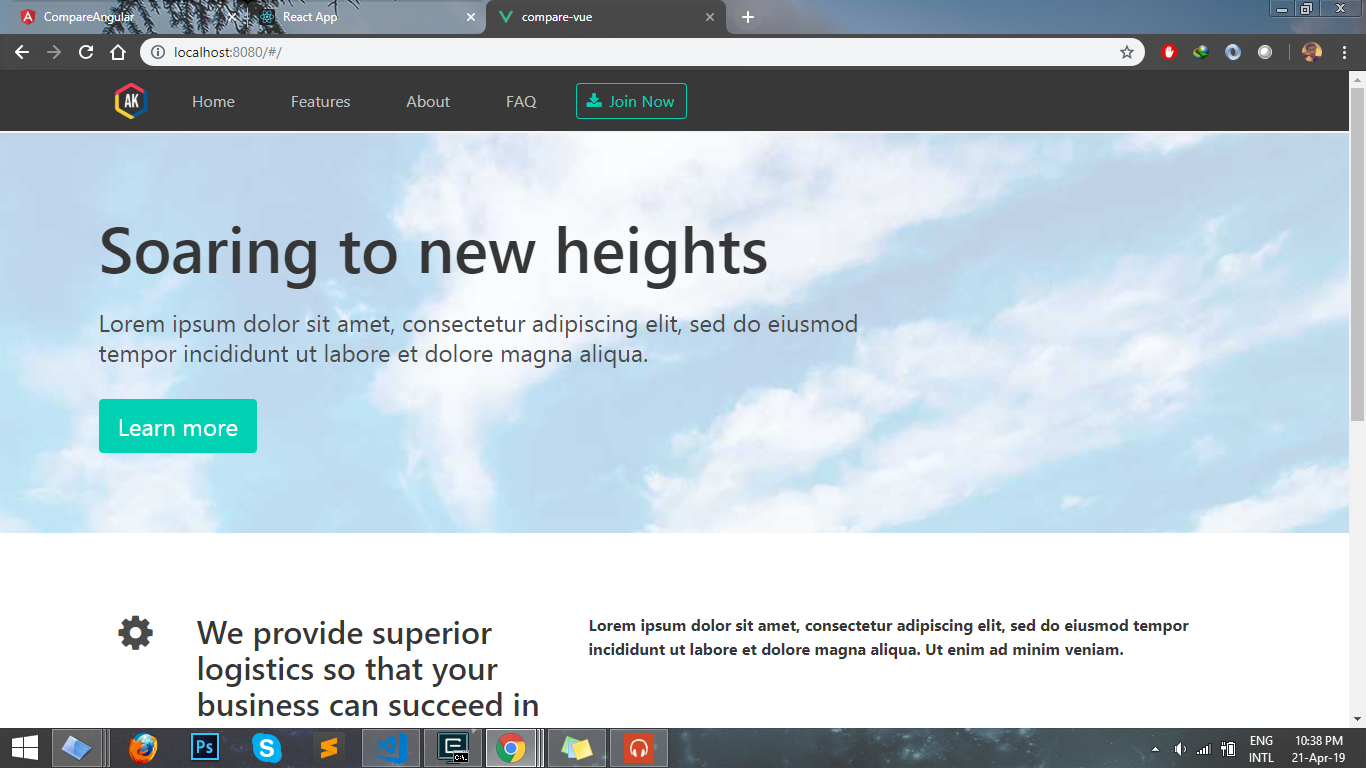 CompareAngular
React App
compare-vue
localhost:8080/#/
AK
Home
Features
About
FAQ
Join Now
Soaring to new heights
Lorem ipsum dolor sit amet, consectetur adipiscing elit, sed do eiusmod
tempor incididunt ut labore et dolore magna aliqua.
Learn more
We provide superior
logistics so that your
business can succeed in
Lorem ipsum dolor sit amet, consectetur adipiscing elit, sed do eiusmod tempor
incididunt ut labore et dolore magna aliqua. Ut enim ad minim veniam.
Ps
C:\.
ENG
INTL
10:38 PM
21-Apr-19